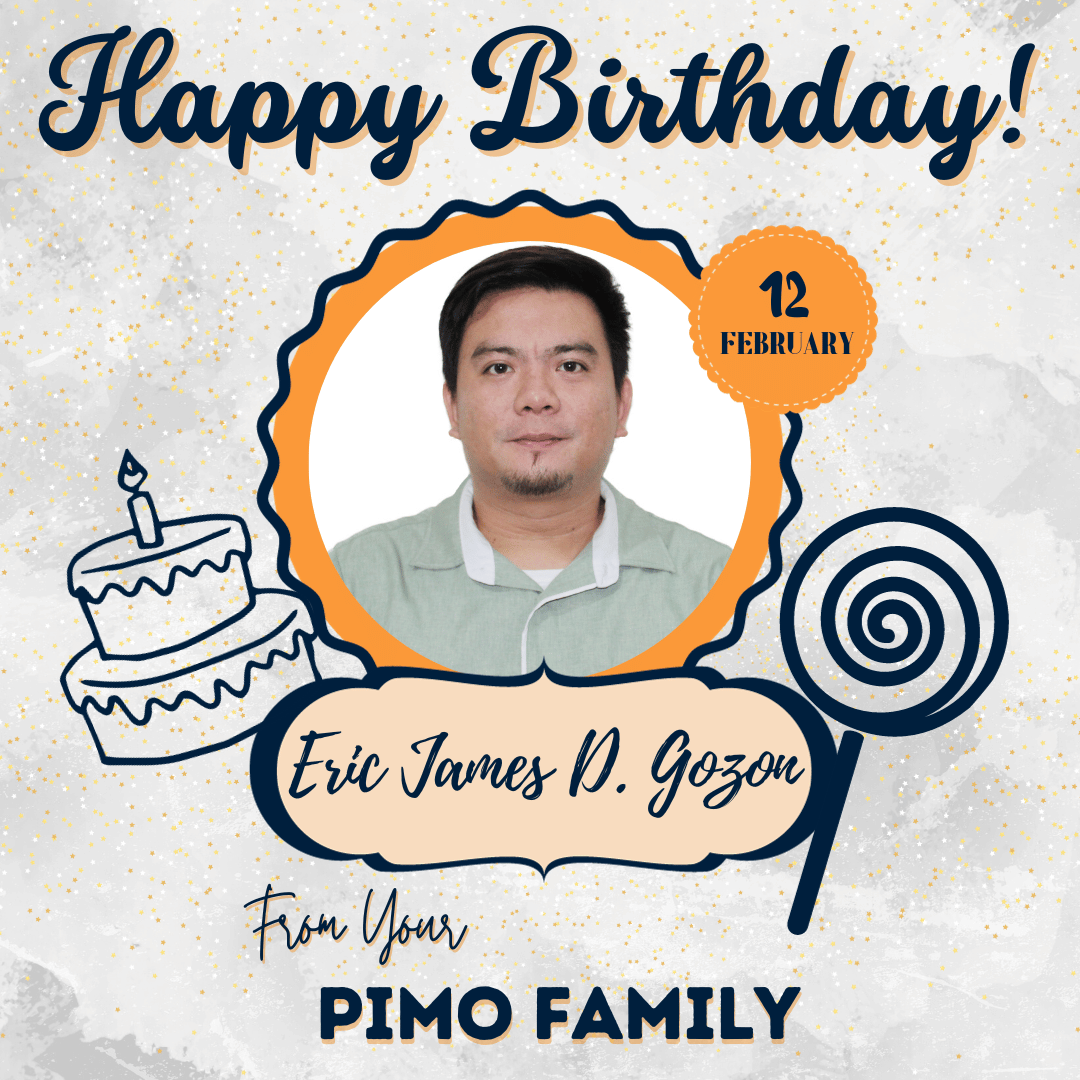 Happy Birthday!
12
FEBRUARY
Eric James D. Gozon
From Your
PIMO FAMILY